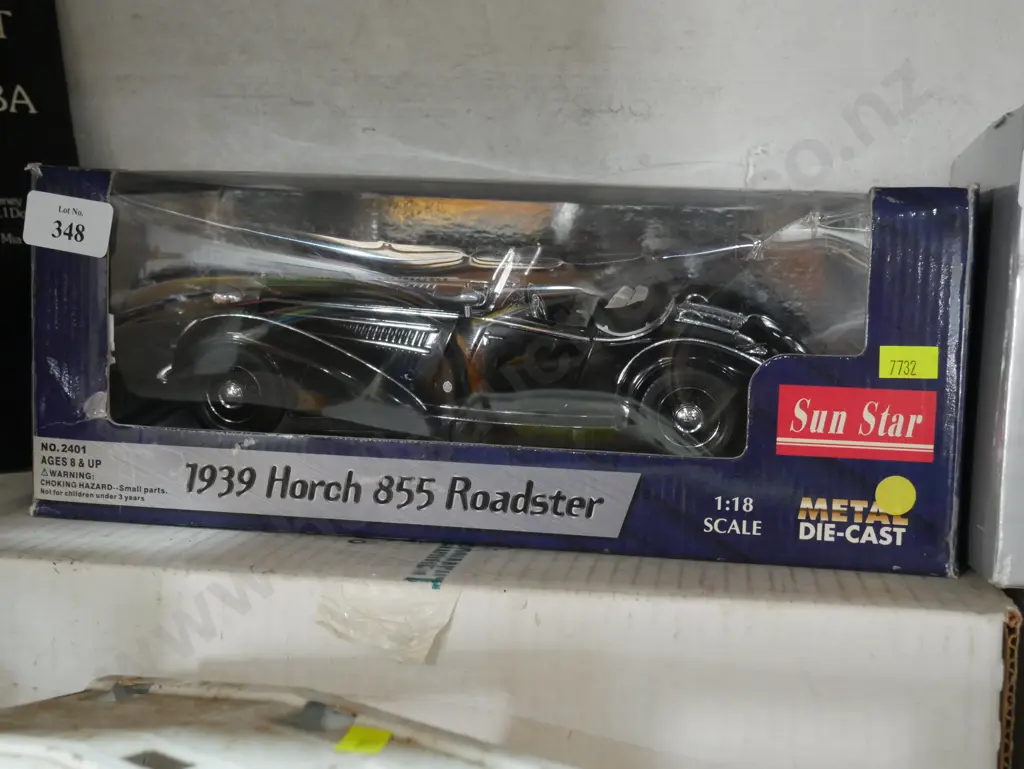 BA
Lot No.
348
7732
Sun Star
NO.2401
AGES 8 & UP
⚠WARNING:
CHOKING HAZARD--Small parts.
Not for children under 3 years
1939 Horch 855 Roadster
1:18
SCALE
METAL
DIE-CAST